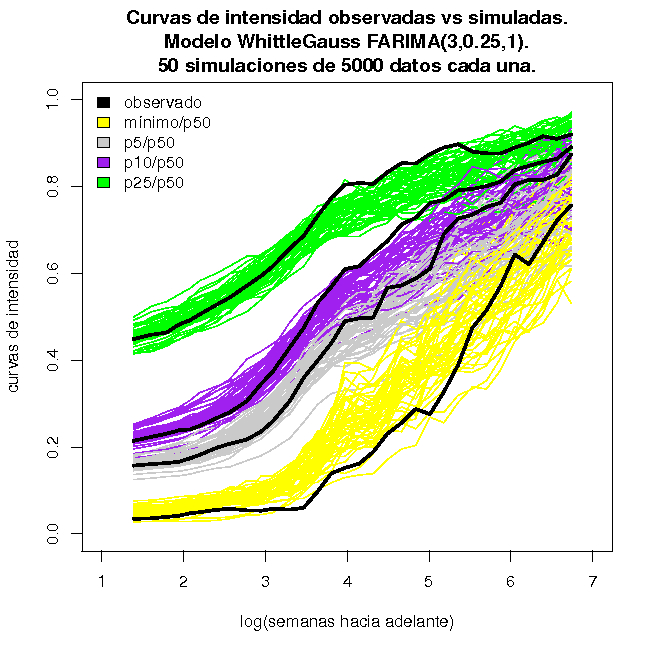 Curvas de intensidad observadas vs simuladas.
Modelo WhittleGauss FARIMA(3,0.25,1).
50 simulaciones de 5000 datos cada una.
observado
mínimo/p50
p5/p50
p10/p50
p25/p50
curvas de intensidad
1.0
0.8
0.6
0.4
0.2
0.0
1 2 3 4 5 6 7
log(semanas hacia adelante)